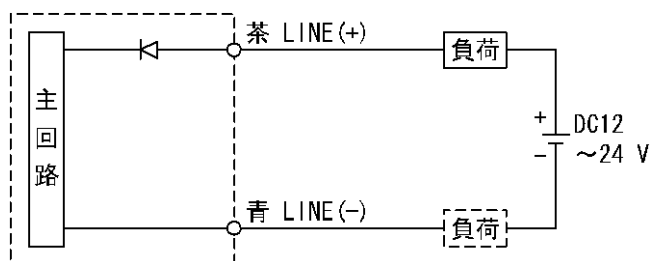 茶 LINE(+)
負荷
主回路
+
DC12
−
～24 V
青 LINE(−)
負荷